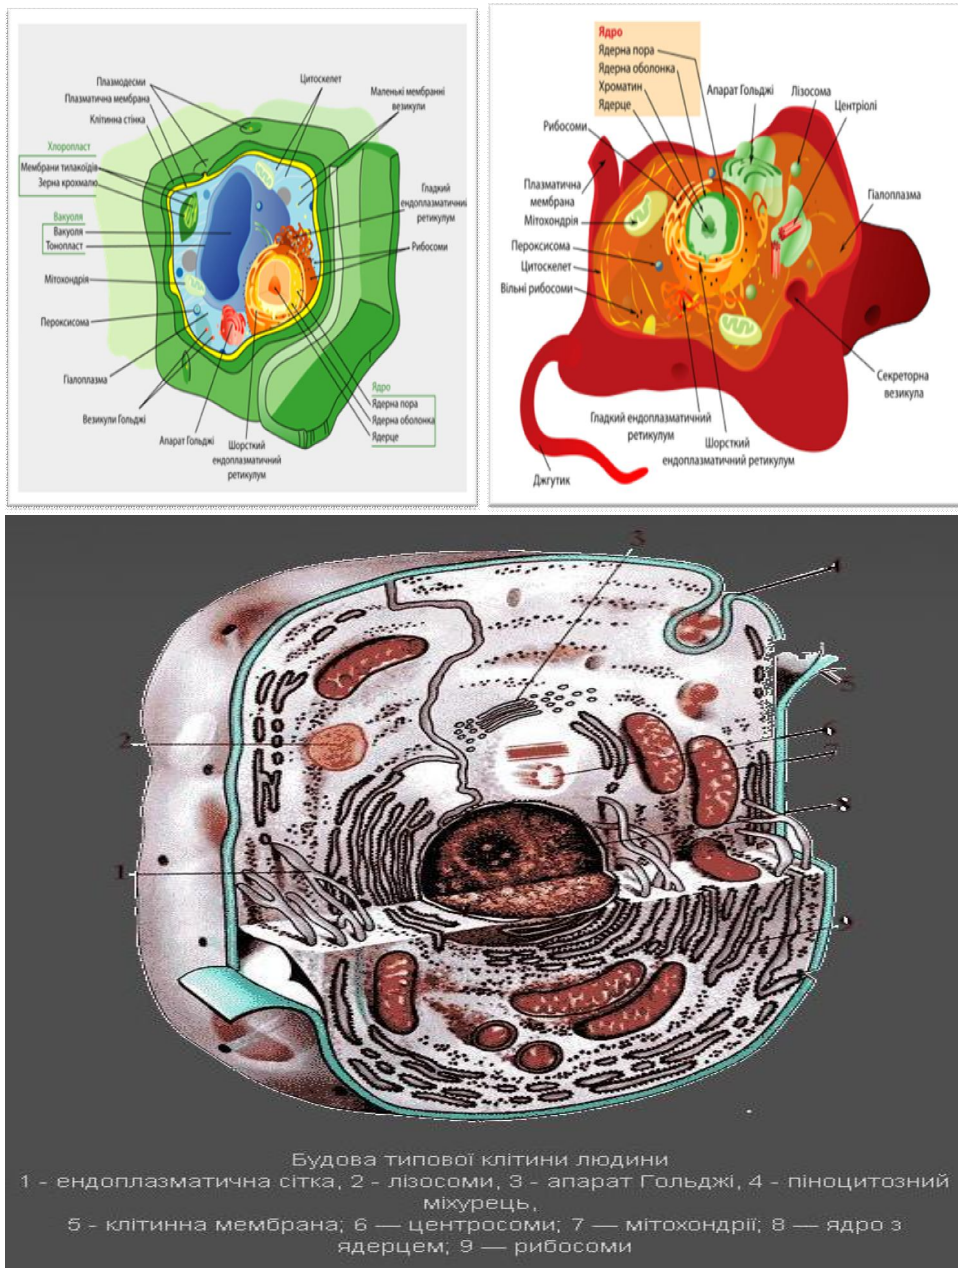 Плазмодесми
Плазматична мембрана
Клітинна стінка
Хлоропласт
Мембрани тилакоїдів
Зерна крохмалю
Вакуоля
Вакуоля
Тонопласт
Мітохондрія
Пероксисома
Гіалоплазма
Везикули Гольджі
Апарат Гольджі
Шорсткий
ендоплазматичний
ретикулум
Цитоскелет
Маленькі мембранні
везикули
Гладкий
ендоплазматичний
ретикулум
Рибосоми
Ядро
Ядерна пора
Ядерна оболонка
Ядерце
Ядро
Ядерна пора
Ядерна оболонка
Хроматин
Ядерце
Рибосоми
Плазматична
мембрана
Мітохондрія
Пероксисома
Цитоскелет
Вільні рибосоми
Апарат Гольджі
Лізосома
Центріолі
Гіалоплазма
Секреторна
везикула
Гладкий ендоплазматичний
ретикулум
Шорсткий
ендоплазматичний ретикулум
Джгутик
3
4
5
2
6
7
8
1
9
Будова типової клітини людини
1 - ендоплазматична сітка, 2 - лізосоми, 3 - апарат Гольджі, 4 - піноцитозний
міхурець,
5 - клітинна мембрана; 6 — центросоми; 7 — мітохондрії; 8 — ядро з
ядерцем; 9 — рибосоми